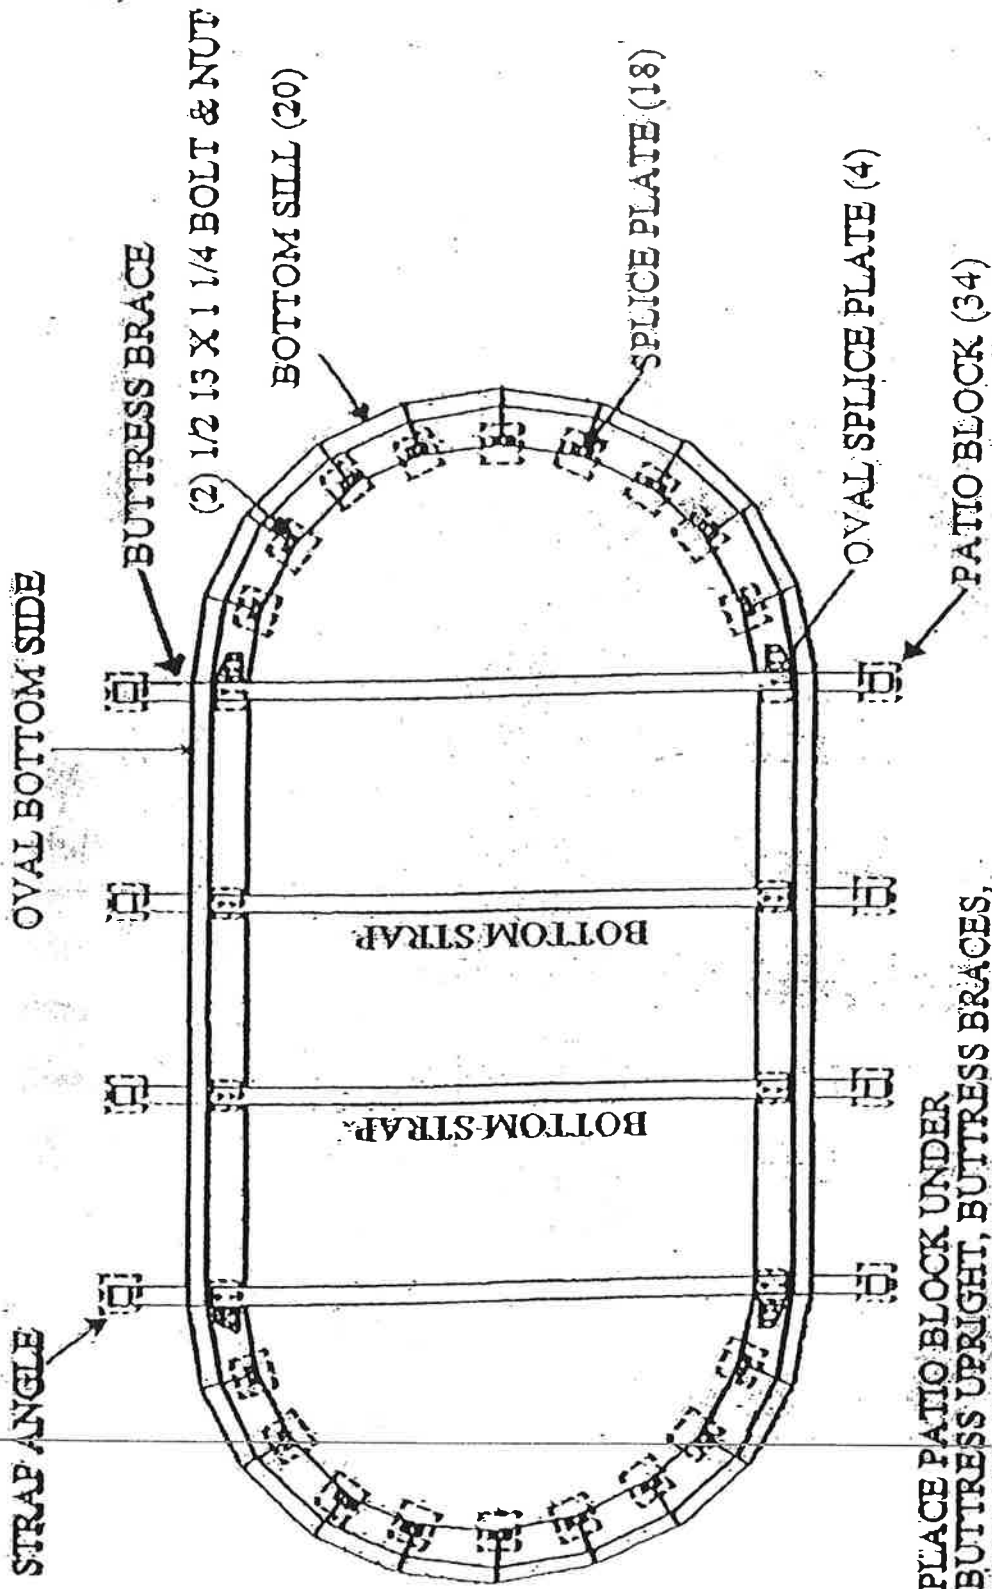 STRAP ANGLE
OVAL BOTTOM SIDE
BUTTRESS BRACE
(2) 1/2 13 X 1 1/4 BOLT & NUT
BOTTOM SILL (20)
BOTTOM STRAP
BOTTOM STRAP
SPLICE PLATE (18)
OVAL SPLICE PLATE (4)
PATIO BLOCK (34)
PLACE PATIO BLOCK UNDER
BUTTRESS UPRIGHT, BUTTRESS BRACES,